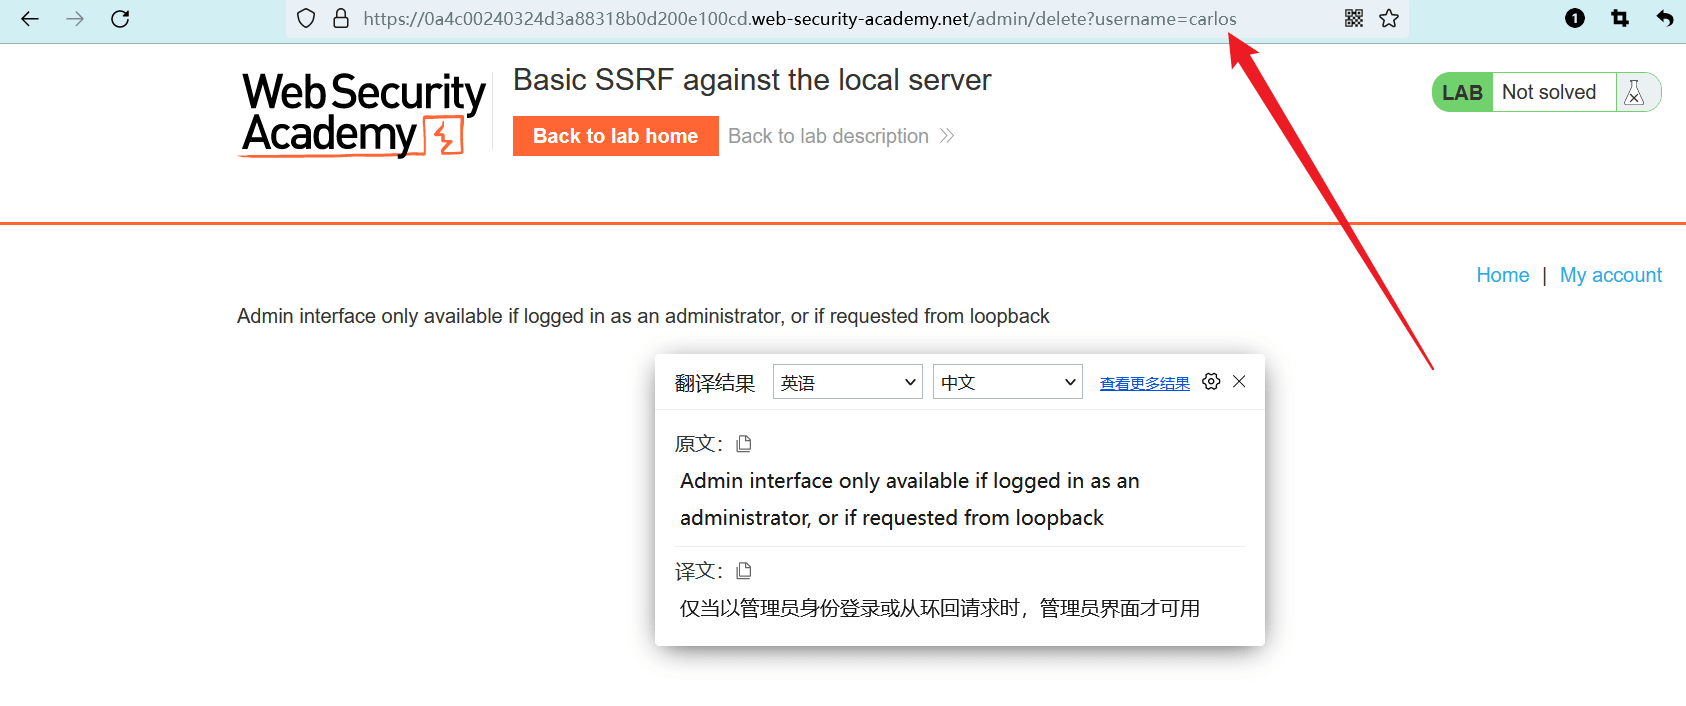 https://0a4c00240324d3a88318b0d200e100cd.web-security-academy.net/admin/delete?username=carlos
1
Web Security
Academy
Basic SSRF against the local server
Back to lab home
Back to lab description
LAB
Not solved
Home | My account
Admin interface only available if logged in as an administrator, or if requested from loopback
翻译结果
英语
中文
查看更多结果
原文：
Admin interface only available if logged in as an
administrator, or if requested from loopback
译文：
仅当以管理员身份登录或从环回请求时，管理员界面才可用